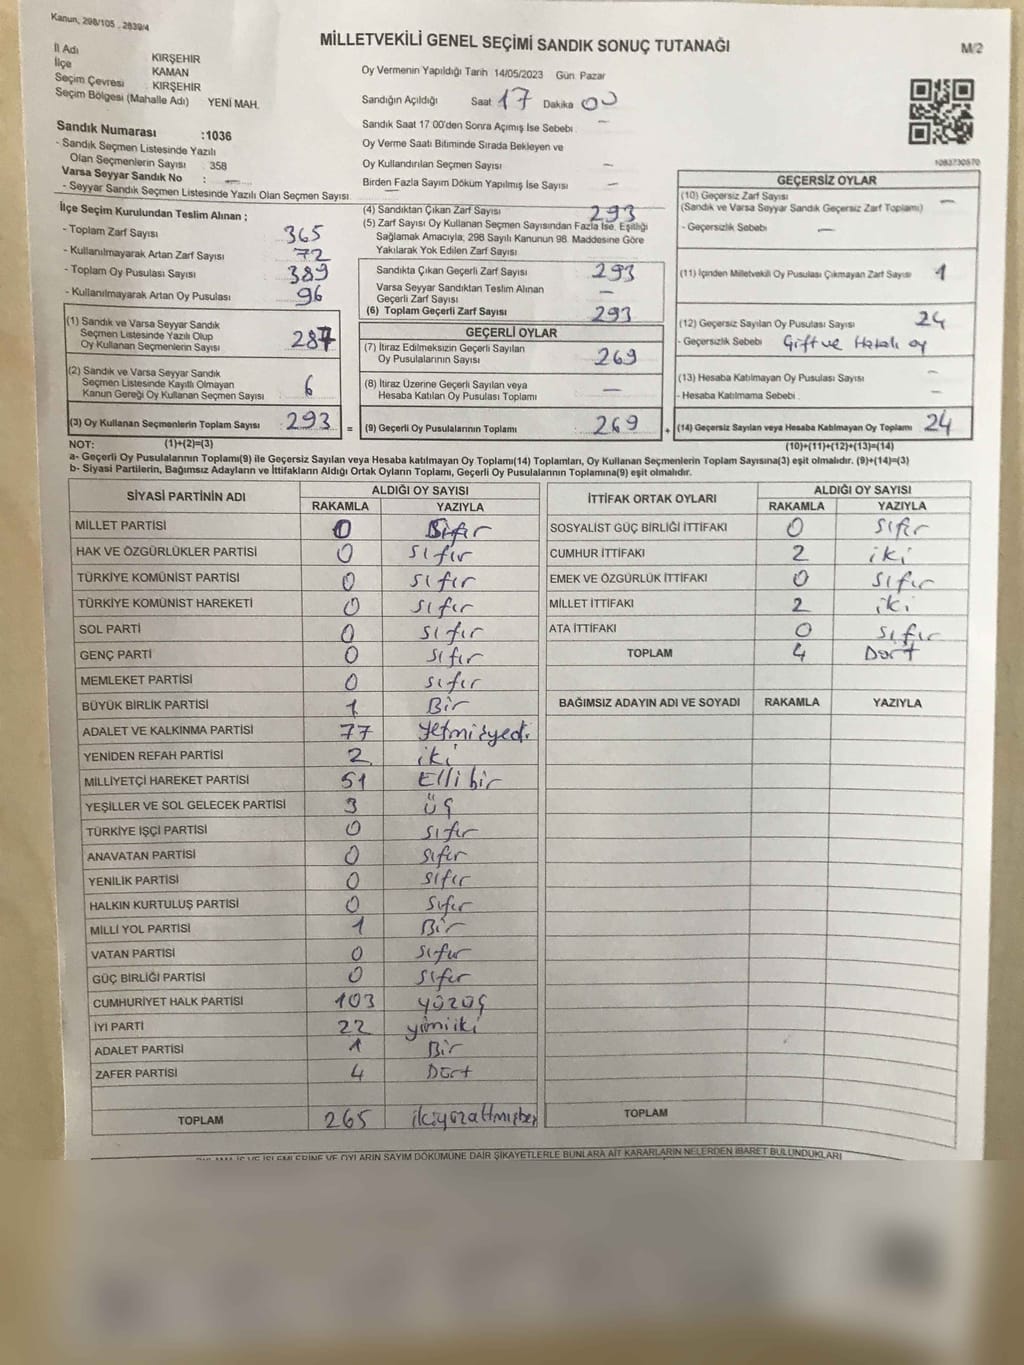 Kanun, 298/105 . 2839/4
MİLLETVEKİLİ GENEL SEÇİMİ SANDIK SONUÇ TUTANAĞI
M/2
İl Adı KIRŞEHİR
İlçe KAMAN
Seçim Çevresi KIRŞEHİR
Seçim Bölgesi (Mahalle Adı) YENİ MAH.
Oy Vermenin Yapıldığı Tarih 14/05/2023 Gün Pazar
Sandığın Açıldığı Saat 17 Dakika 00
Sandık Saat 17 00'den Sonra Açımış İse Sebebi –
Oy Verme Saati Bitiminde Sırada Bekleyen ve
Oy Kullandırılan Seçmen Sayısı –
Birden Fazla Sayım Döküm Yapılmış İse Sayısı –
1083730570
Sandık Numarası :1036
- Sandık Seçmen Listesinde Yazılı
Olan Seçmenlerin Sayısı 358
Varsa Seyyar Sandık No : –
- Seyyar Sandık Seçmen Listesinde Yazılı Olan Seçmen Sayısı
İlçe Seçim Kurulundan Teslim Alınan ;
- Toplam Zarf Sayısı 365
- Kullanılmayarak Artan Zarf Sayısı 72
- Toplam Oy Pusulası Sayısı 389
- Kullanılmayarak Artan Oy Pusulası 96
(1) Sandık ve Varsa Seyyar Sandık
Seçmen Listesinde Yazılı Olup
Oy Kullanan Seçmenlerin Sayısı 287
(2) Sandık ve Varsa Seyyar Sandık
Seçmen Listesinde Kayıtlı Olmayan
Kanun Gereği Oy Kullanan Seçmen Sayısı 6
(3) Oy Kullanan Seçmenlerin Toplam Sayısı 293 =
(4) Sandıktan Çıkan Zarf Sayısı 293
(5) Zarf Sayısı Oy Kullanan Seçmen Sayısından Fazla İse, Eşitliği
Sağlamak Amacıyla, 298 Sayılı Kanunun 98. Maddesine Göre
Yakılarak Yok Edilen Zarf Sayısı
Sandıkta Çıkan Geçerli Zarf Sayısı 293
Varsa Seyyar Sandıktan Teslim Alınan
Geçerli Zarf Sayısı –
(6) Toplam Geçerli Zarf Sayısı 293
GEÇERLİ OYLAR
(7) İtiraz Edilmeksizin Geçerli Sayılan
Oy Pusulalarının Sayısı 269
(8) İtiraz Üzerine Geçerli Sayılan veya
Hesaba Katılan Oy Pusulası Toplamı –
(9) Geçerli Oy Pusulalarının Toplamı 269 +
GEÇERSİZ OYLAR
(10) Geçersiz Zarf Sayısı –
(Sandık ve Varsa Seyyar Sandık Geçersiz Zarf Toplamı)
- Geçersizlik Sebebi –
(11) İçinden Milletvekili Oy Pusulası Çıkmayan Zarf Sayısı 1
(12) Geçersiz Sayılan Oy Pusulası Sayısı 24
- Geçersizlik Sebebi Çift ve Hatalı oy
(13) Hesaba Katılmayan Oy Pusulası Sayısı –
- Hesaba Katılmama Sebebi –
(14) Geçersiz Sayılan veya Hesaba Katılmayan Oy Toplamı 24
NOT: (1)+(2)=(3) (10)+(11)+(12)+(13)=(14)
a- Geçerli Oy Pusulalarının Toplamı(9) ile Geçersiz Sayılan veya Hesaba katılmayan Oy Toplamı(14) Toplamları, Oy Kullanan Seçmenlerin Toplam Sayısına(3) eşit olmalıdır. (9)+(14)=(3)
b- Siyasi Partilerin, Bağımsız Adayların ve İttifakların Aldığı Ortak Oyların Toplamı, Geçerli Oy Pusulalarının Toplamına(9) eşit olmalıdır.
SİYASİ PARTİNİN ADI ALDIĞI OY SAYISI
RAKAMLA YAZIYLA
MİLLET PARTİSİ 0 Sıfır
HAK VE ÖZGÜRLÜKLER PARTİSİ 0 sıfır
TÜRKİYE KOMÜNİST PARTİSİ 0 sıfır
TÜRKİYE KOMÜNİST HAREKETİ 0 sıfır
SOL PARTİ 0 sıfır
GENÇ PARTİ 0 sıfır
MEMLEKET PARTİSİ 0 sıfır
BÜYÜK BİRLİK PARTİSİ 1 Bir
ADALET VE KALKINMA PARTİSİ 77 Yetmişyedi
YENİDEN REFAH PARTİSİ 2 iki
MİLLİYETÇİ HAREKET PARTİSİ 51 Elli bir
YEŞİLLER VE SOL GELECEK PARTİSİ 3 üç
TÜRKİYE İŞÇİ PARTİSİ 0 sıfır
ANAVATAN PARTİSİ 0 sıfır
YENİLİK PARTİSİ 0 sıfır
HALKIN KURTULUŞ PARTİSİ 0 sıfır
MİLLİ YOL PARTİSİ 1 Bir
VATAN PARTİSİ 0 sıfır
GÜÇ BİRLİĞİ PARTİSİ 0 sıfır
CUMHURİYET HALK PARTİSİ 103 yüzüç
İYİ PARTİ 22 yirmiiki
ADALET PARTİSİ 1 Bir
ZAFER PARTİSİ 4 Dört
TOPLAM 265 ikiyüzaltmışbeş
İTTİFAK ORTAK OYLARI ALDIĞI OY SAYISI
RAKAMLA YAZIYLA
SOSYALİST GÜÇ BİRLİĞİ İTTİFAKI 0 sıfır
CUMHUR İTTİFAKI 2 iki
EMEK VE ÖZGÜRLÜK İTTİFAKI 0 sıfır
MİLLET İTTİFAKI 2 iki
ATA İTTİFAKI 0 sıfır
TOPLAM 4 Dört
BAĞIMSIZ ADAYIN ADI VE SOYADI RAKAMLA YAZIYLA
TOPLAM
OYLARIN SAYIM DÖKÜMÜNE DAİR ŞİKAYETLERLE BUNLARA AİT KARARLARIN NELERDEN İBARET BULUNDUKLARI